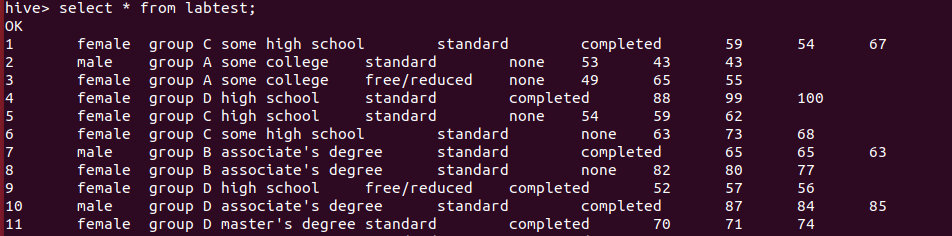 hive> select * from labtest;
OK
1 female group C some high school standard completed 59 54 67
2 male group A some college standard none 53 43 43
3 female group A some college free/reduced none 49 65 55
4 female group D high school standard completed 88 99 100
5 female group C high school standard none 54 59 62
6 female group C some high school standard none 63 73 68
7 male group B associate's degree standard completed 65 65 63
8 female group B associate's degree standard none 82 80 77
9 female group D high school free/reduced completed 52 57 56
10 male group D associate's degree standard completed 87 84 85
11 female group D master's degree standard completed 70 71 74